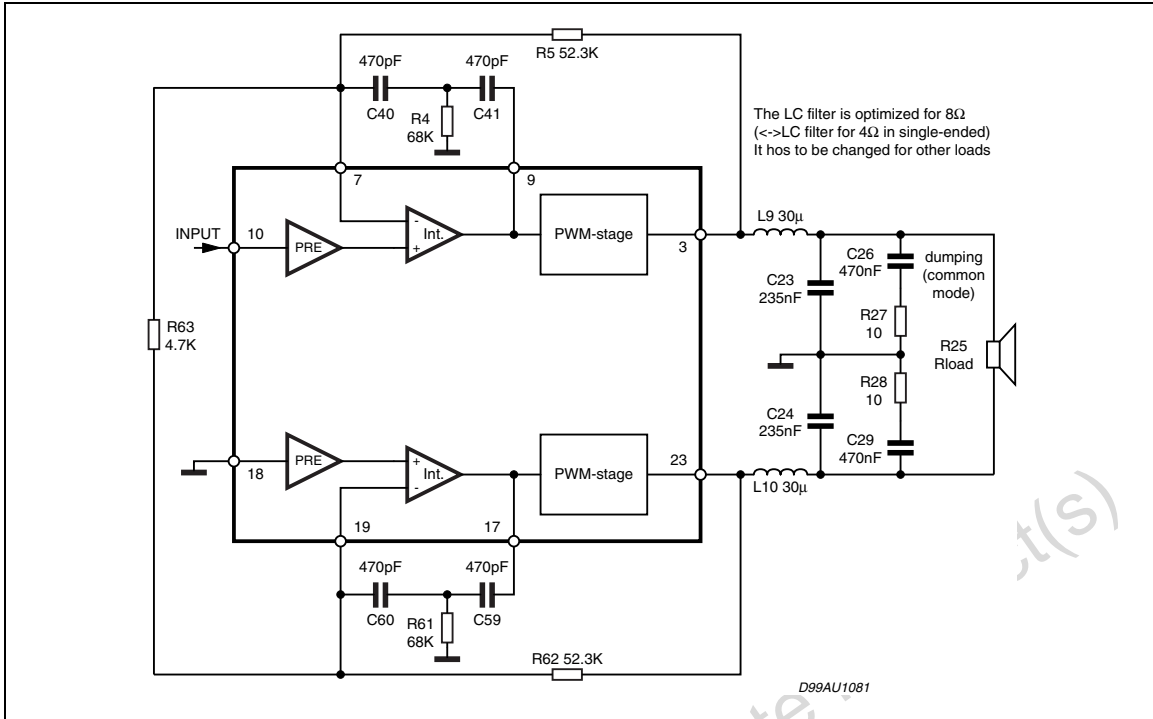 R5 52.3K
470pF
470pF
C40
C41
R4
68K
The LC filter is optimized for 8Ω
(<->LC filter for 4Ω in single-ended)
It hos to be changed for other loads
7
9
INPUT
10
PRE
-
+
Int.
PWM-stage
3
L9 30μ
C23
235nF
C26
470nF
dumping
(common
mode)
R27
10
R63
4.7K
R25
Rload
R28
10
C24
235nF
C29
470nF
18
PRE
+
-
Int.
PWM-stage
23
L10 30μ
19
17
470pF
470pF
C60
C59
R61
68K
R62 52.3K
D99AU1081
ct(s)